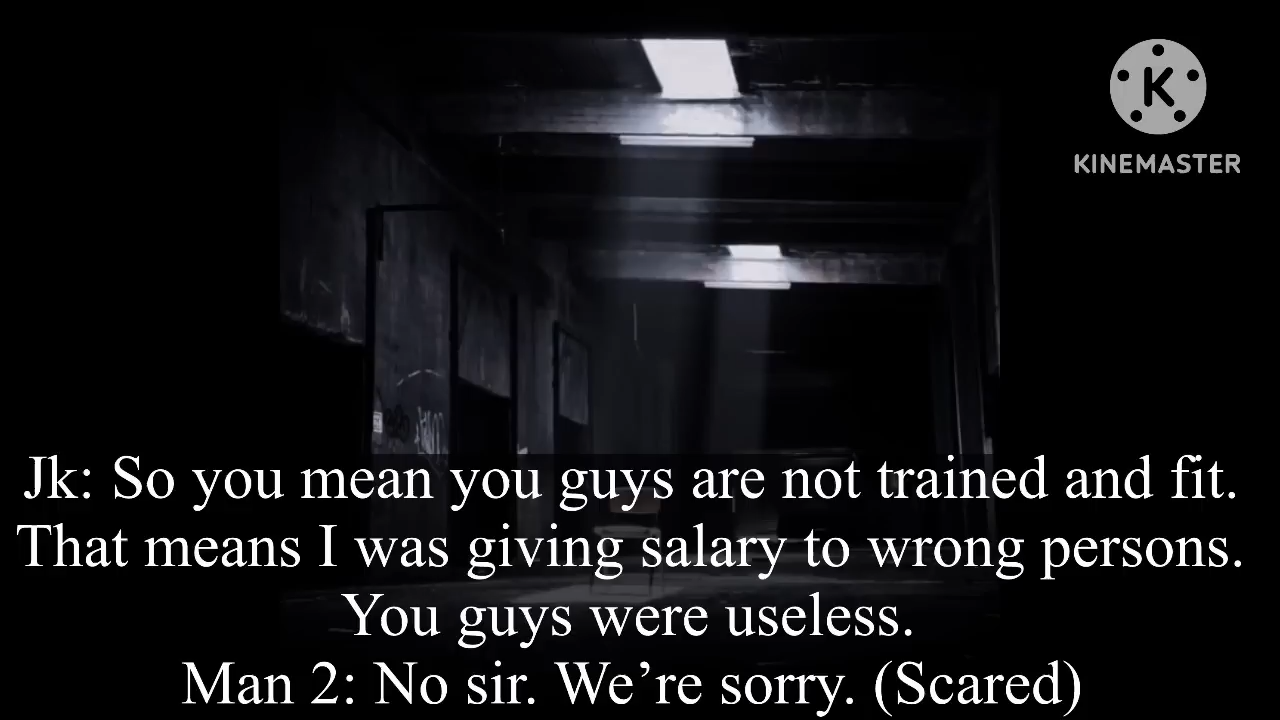 KINEMASTER
Jk: So you mean you guys are not trained and fit.
That means I was giving salary to wrong persons.
You guys were useless.
Man 2: No sir. We’re sorry. (Scared)